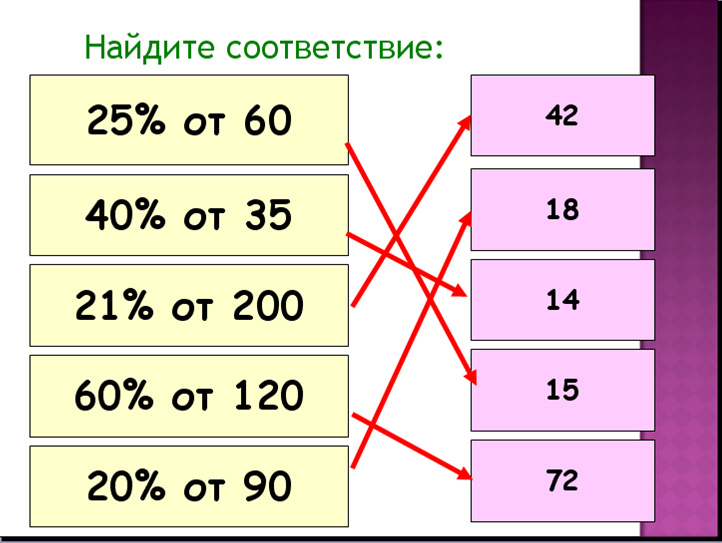 Найдите соответствие:
25% от 60
42
40% от 35
18
21% от 200
14
60% от 120
15
20% от 90
72